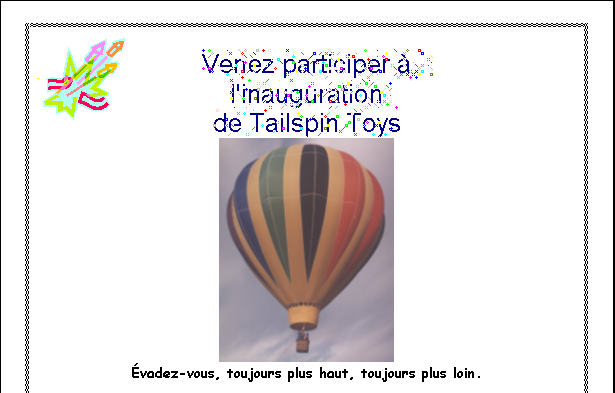 Venez participer à
l'inauguration
de Tailspin Toys
Évadez-vous, toujours plus haut, toujours plus loin.